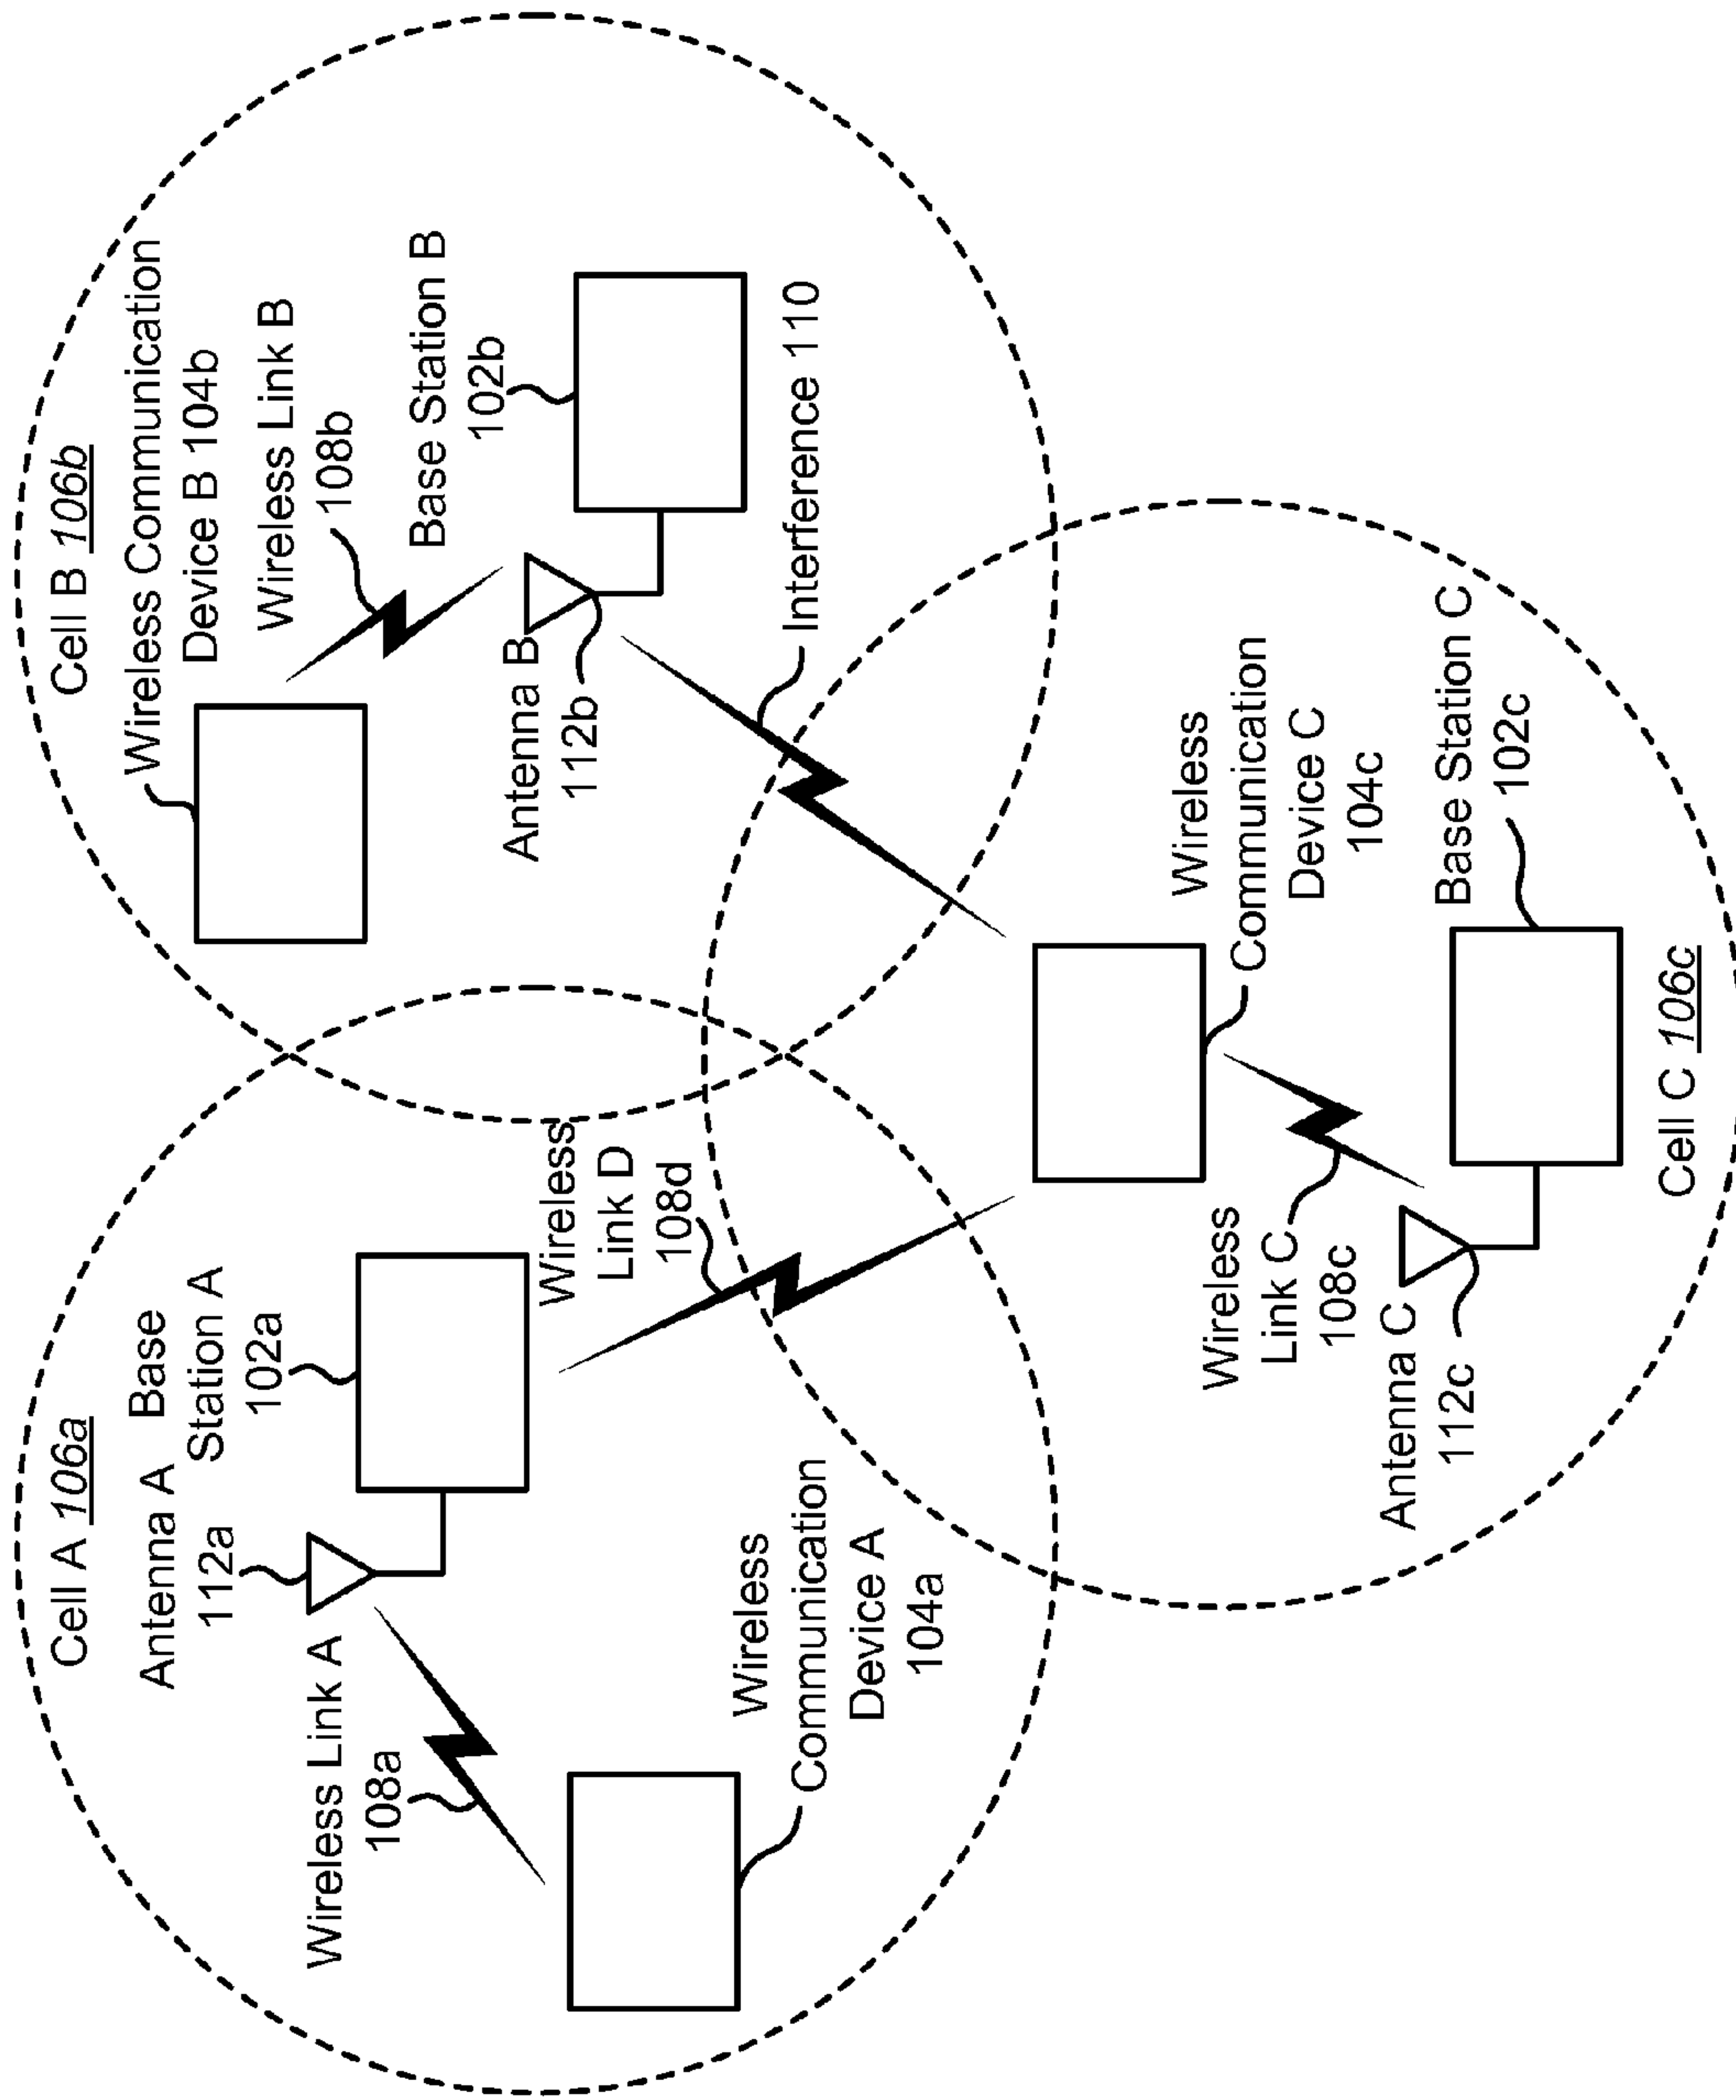 Cell A 106a
Antenna A
112a
Base
Station A
102a
Wireless Link A
108a
Wireless
Communication
Device A
104a
Wireless
Link D
108d
Cell B 106b
Wireless Communication
Device B 104b
Wireless Link B
108b
Base Station B
102b
Antenna B
112b
Interference 110
Wireless
Communication
Device C
104c
Wireless
Link C
108c
Antenna C
112c
Base Station C
102c
Cell C 106c